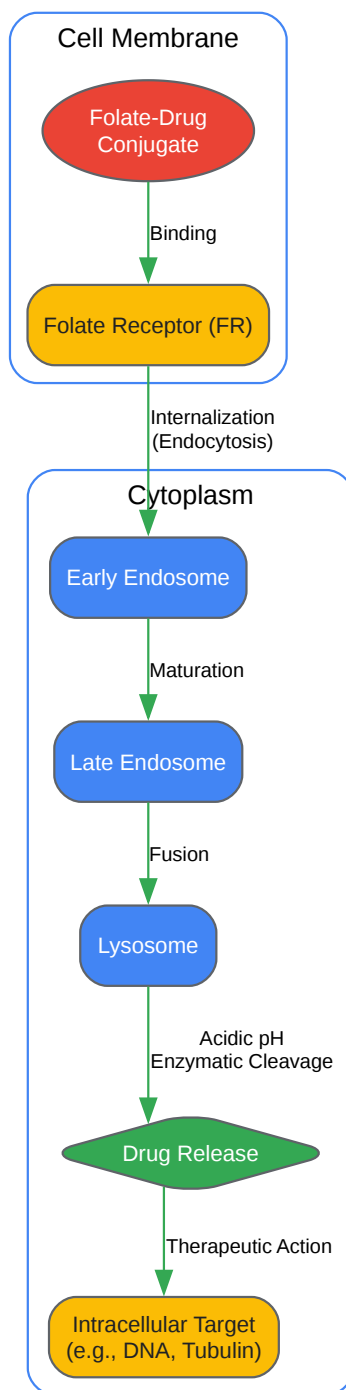 Cell Membrane
Folate-Drug
Conjugate
Binding
Folate Receptor (FR)
Internalization
(Endocytosis)
Cytoplasm
Early Endosome
Maturation
Late Endosome
Fusion
Lysosome
Acidic pH
Enzymatic Cleavage
Drug Release
Therapeutic Action
Intracellular Target
(e.g., DNA, Tubulin)